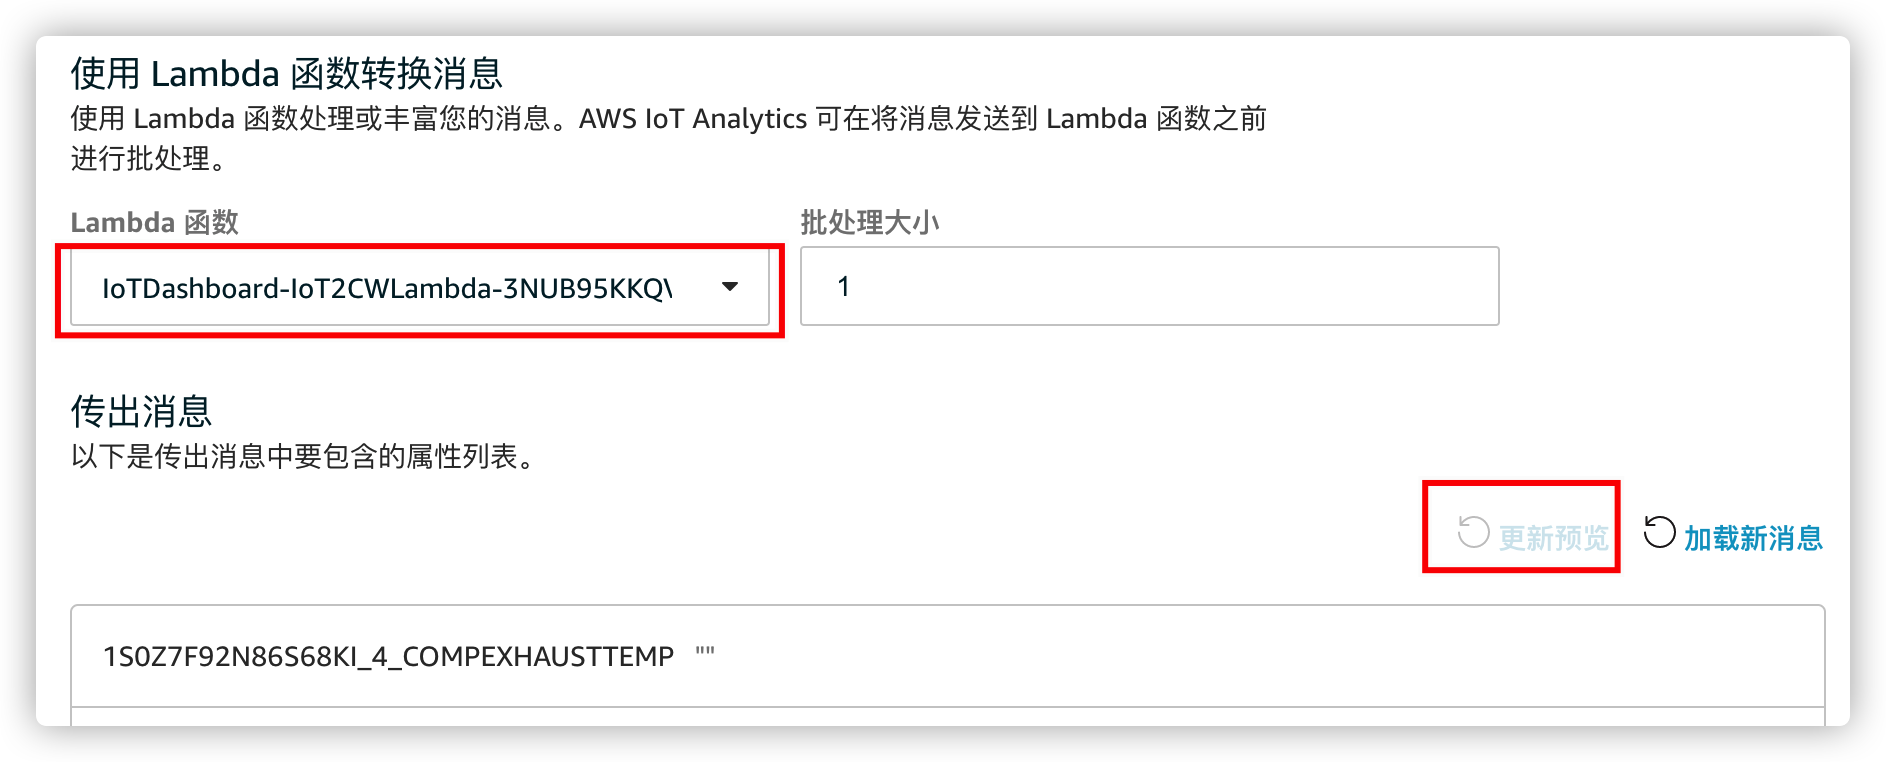 使用 Lambda 函数转换消息
使用 Lambda 函数处理或丰富您的消息。AWS IoT Analytics 可在将消息发送到 Lambda 函数之前
进行批处理。
Lambda 函数
批处理大小
IoTDashboard-IoT2CWLambda-3NUB95KKQ
1
传出消息
以下是传出消息中要包含的属性列表。
更新预览
加载新消息
1S0Z7F92N86S68KI_4_COMPEXHAUSTTEMP ""